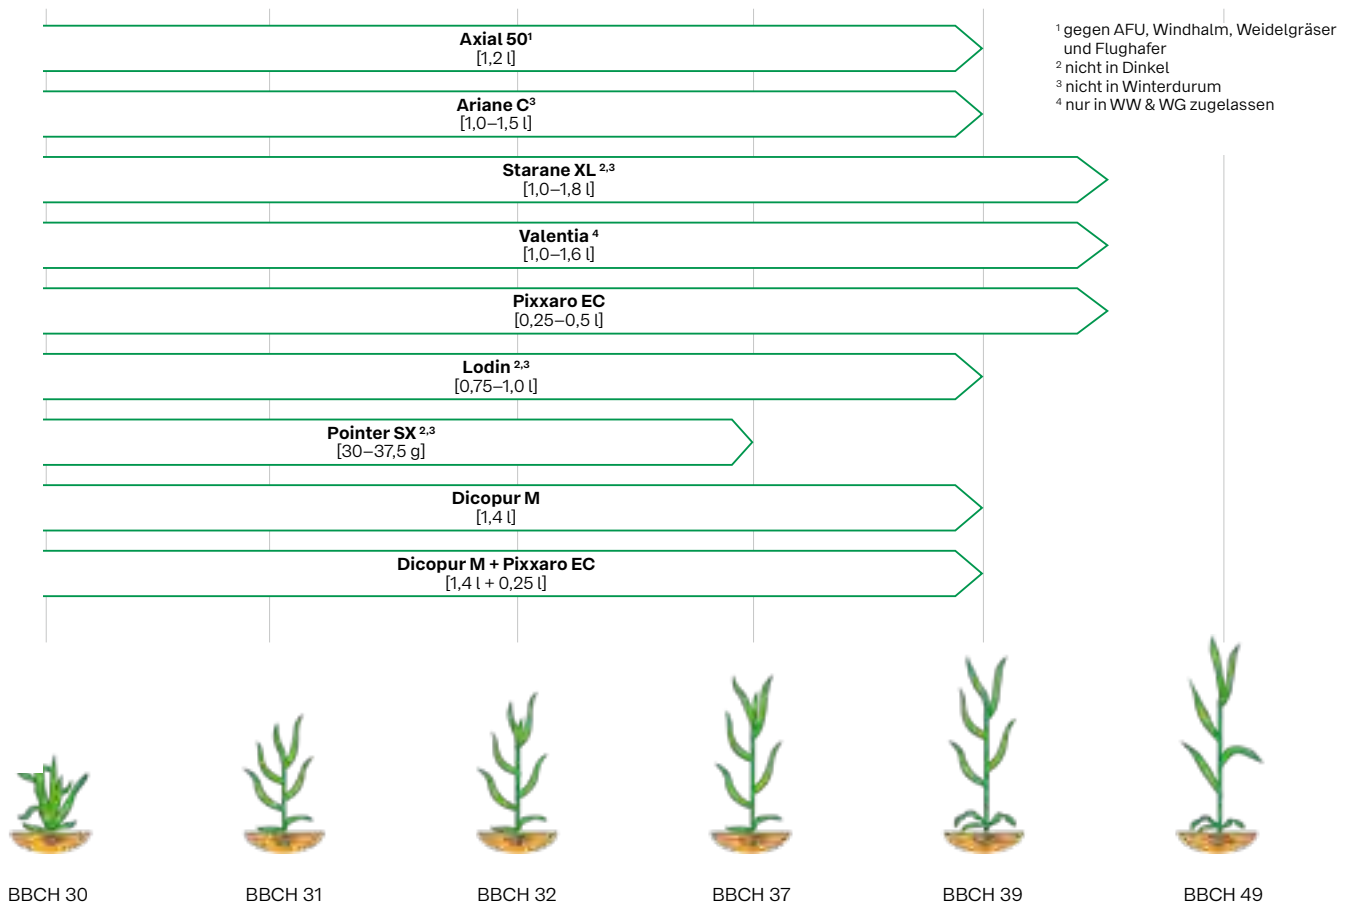 Axial 50¹
[1,2 l]
Ariane C³
[1,0–1,5 l]
Starane XL ²,³
[1,0–1,8 l]
Valentia ⁴
[1,0–1,6 l]
Pixxaro EC
[0,25–0,5 l]
Lodin ²,³
[0,75–1,0 l]
Pointer SX ²,³
[30–37,5 g]
Dicopur M
[1,4 l]
Dicopur M + Pixxaro EC
[1,4 l + 0,25 l]
¹ gegen AFU, Windhalm, Weidelgräser
und Flughafer
² nicht in Dinkel
³ nicht in Winterdurum
⁴ nur in WW & WG zugelassen
BBCH 30 BBCH 31 BBCH 32 BBCH 37 BBCH 39 BBCH 49